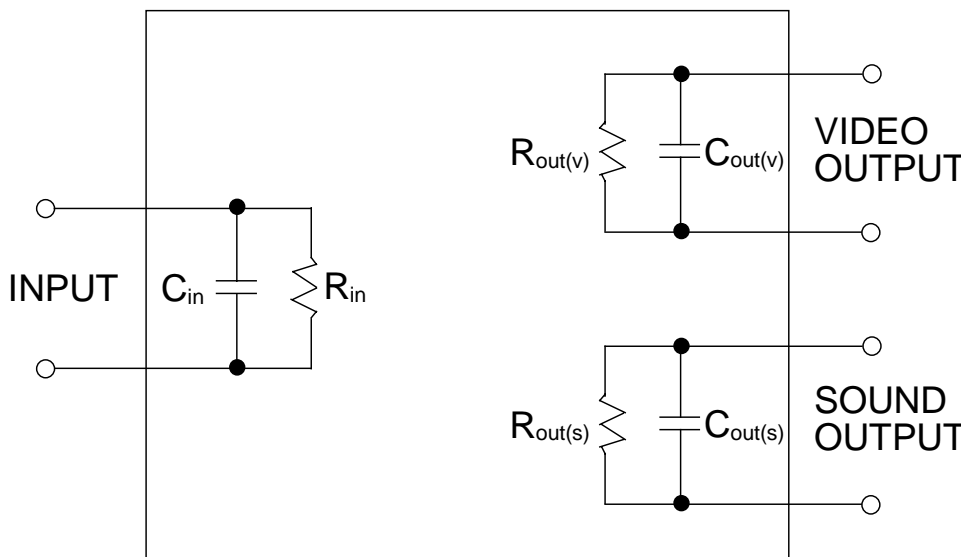 INPUT
Cin
Rin
Rout(v)
Cout(v)
VIDEO
OUTPUT
Rout(s)
Cout(s)
SOUND
OUTPUT